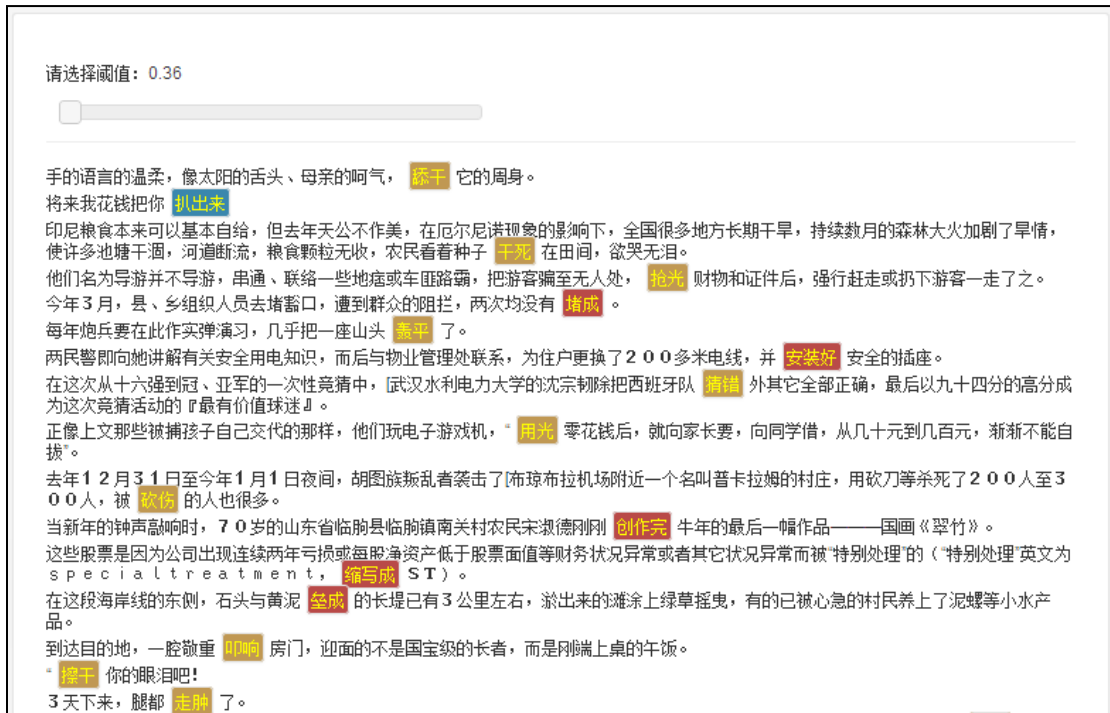 请选择阈值：0.36
手的语言的温柔，像太阳的舌头、母亲的呵气， 舔干 它的周身。
将来我花钱把你 扒出来
印尼粮食本来可以基本自给，但去年天公不作美，在厄尔尼诺现象的影响下，全国很多地方长期干旱，持续数月的森林大火加剧了旱情，
使许多池塘干涸，河道断流，粮食颗粒无收，农民看着种子 干死 在田间，欲哭无泪。
他们名为导游并不导游，串通、联络一些地痞或车匪路霸，把游客骗至无人处， 抢光 财物和证件后，强行赶走或扔下游客一走了之。
今年３月，县、乡组织人员去堵豁口，遭到群众的阻拦，两次均没有 堵成 。
每年炮兵要在此作实弹演习，几乎把一座山头 轰平 了。
两民警即向她讲解有关安全用电知识，而后与物业管理处联系，为住户更换了２００多米电线，并 安装好 安全的插座。
在这次从十六强到冠、亚军的一次性竞猜中，[武汉水利电力大学的沈宗韧除把西班牙队 猜错 外其它全部正确，最后以九十四分的高分成
为这次竞猜活动的『最有价值球迷』。
正像上文那些被捕孩子自己交代的那样，他们玩电子游戏机，“ 用光 零花钱后，就向家长要，向同学借，从几十元到几百元，渐渐不能自
拔”。
去年１２月３１日至今年１月１日夜间，胡图族叛乱者袭击了[布琼布拉机场附近一个名叫普卡拉姆的村庄，用砍刀等杀死了２００人至３
００人，被 砍伤 的人也很多。
当新年的钟声敲响时，７０岁的山东省临朐县临朐镇南关村农民宋淑德刚刚 创作完 牛年的最后一幅作品———国画《翠竹》。
这些股票是因为公司出现连续两年亏损或每股净资产低于股票面值等财务状况异常或者其它状况异常而被“特别处理”的（“特别处理”英文为
ｓｐｅｃｉａｌｔｒｅａｔｍｅｎｔ， 缩写成 ＳＴ）。
在这段海岸线的东侧，石头与黄泥 垒成 的长堤已有３公里左右，淤出来的滩涂上绿草摇曳，有的已被心急的村民养上了泥螺等小水产
品。
到达目的地，一腔敬重 叩响 房门，迎面的不是国宝级的长者，而是刚端上桌的午饭。
“ 擦干 你的眼泪吧！
３天下来，腿都 走肿 了。